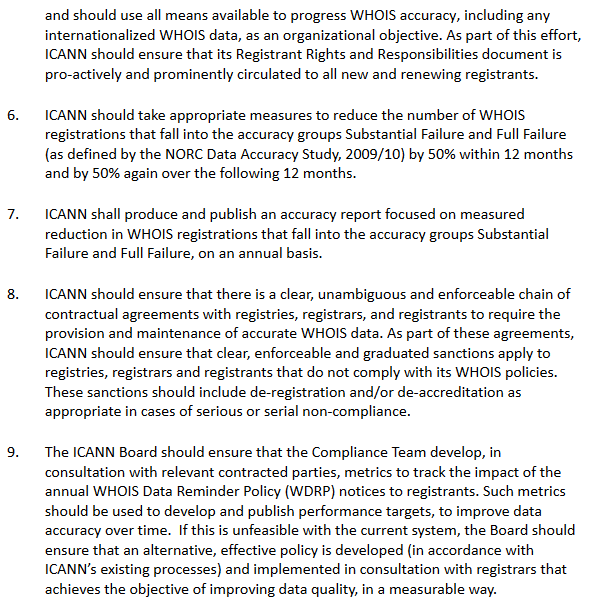 and should use all means available to progress WHOIS accuracy, including any
internationalized WHOIS data, as an organizational objective. As part of this effort,
ICANN should ensure that its Registrant Rights and Responsibilities document is
pro-actively and prominently circulated to all new and renewing registrants.
6. ICANN should take appropriate measures to reduce the number of WHOIS
registrations that fall into the accuracy groups Substantial Failure and Full Failure
(as defined by the NORC Data Accuracy Study, 2009/10) by 50% within 12 months
and by 50% again over the following 12 months.
7. ICANN shall produce and publish an accuracy report focused on measured
reduction in WHOIS registrations that fall into the accuracy groups Substantial
Failure and Full Failure, on an annual basis.
8. ICANN should ensure that there is a clear, unambiguous and enforceable chain of
contractual agreements with registries, registrars, and registrants to require the
provision and maintenance of accurate WHOIS data. As part of these agreements,
ICANN should ensure that clear, enforceable and graduated sanctions apply to
registries, registrars and registrants that do not comply with its WHOIS policies.
These sanctions should include de-registration and/or de-accreditation as
appropriate in cases of serious or serial non-compliance.
9. The ICANN Board should ensure that the Compliance Team develop, in
consultation with relevant contracted parties, metrics to track the impact of the
annual WHOIS Data Reminder Policy (WDRP) notices to registrants. Such metrics
should be used to develop and publish performance targets, to improve data
accuracy over time.  If this is unfeasible with the current system, the Board should
ensure that an alternative, effective policy is developed (in accordance with
ICANN’s existing processes) and implemented in consultation with registrars that
achieves the objective of improving data quality, in a measurable way.